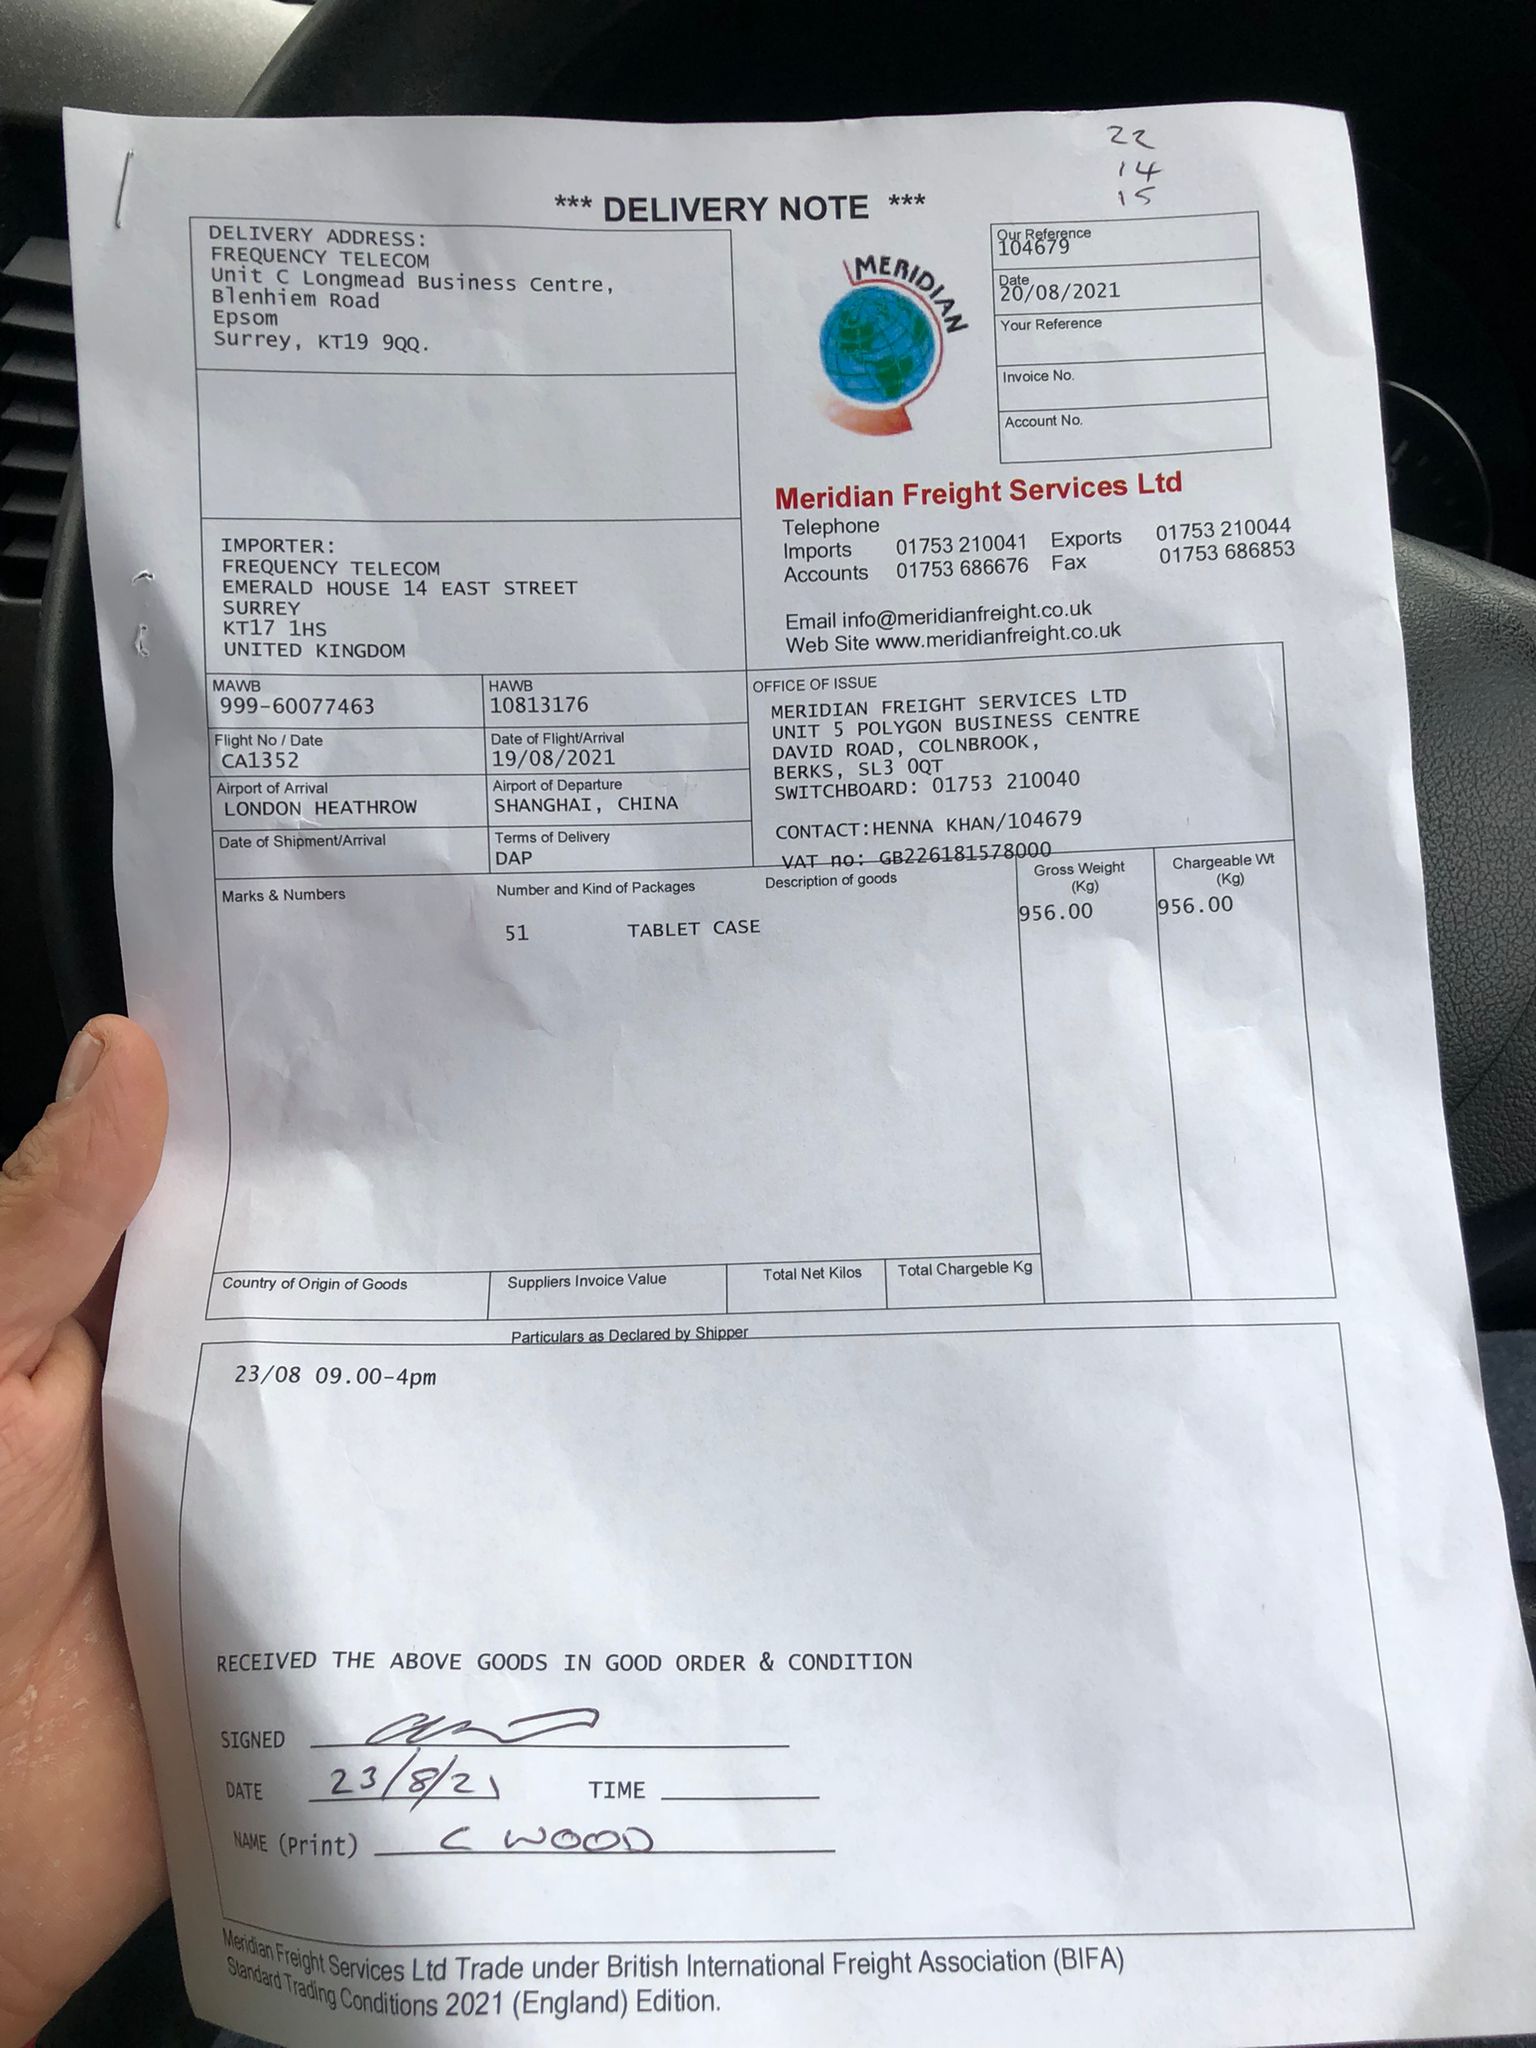 22
14
15
*** DELIVERY NOTE ***
DELIVERY ADDRESS:
FREQUENCY TELECOM
Unit C Longmead Business Centre,
Blenhiem Road
Epsom
Surrey, KT19 9QQ.
MERIDIAN
Our Reference
104679
Date
20/08/2021
Your Reference
Invoice No.
Account No.
Meridian Freight Services Ltd
Telephone
Imports 01753 210041 Exports 01753 210044
Accounts 01753 686676 Fax 01753 686853
Email info@meridianfreight.co.uk
Web Site www.meridianfreight.co.uk
IMPORTER:
FREQUENCY TELECOM
EMERALD HOUSE 14 EAST STREET
SURREY
KT17 1HS
UNITED KINGDOM
MAWB
999-60077463
HAWB
10813176
Flight No / Date
CA1352
Date of Flight/Arrival
19/08/2021
Airport of Arrival
LONDON HEATHROW
Airport of Departure
SHANGHAI, CHINA
Date of Shipment/Arrival
Terms of Delivery
DAP
OFFICE OF ISSUE
MERIDIAN FREIGHT SERVICES LTD
UNIT 5 POLYGON BUSINESS CENTRE
DAVID ROAD, COLNBROOK,
BERKS, SL3 0QT
SWITCHBOARD: 01753 210040
CONTACT:HENNA KHAN/104679
VAT no: GB226181578000
Marks & Numbers Number and Kind of Packages Description of goods Gross Weight (Kg) Chargeable Wt (Kg)
51 TABLET CASE 956.00 956.00
Country of Origin of Goods Suppliers Invoice Value Total Net Kilos Total Chargeble Kg
Particulars as Declared by Shipper
23/08 09.00-4pm
RECEIVED THE ABOVE GOODS IN GOOD ORDER & CONDITION
SIGNED
DATE 23/8/21 TIME
NAME (Print) C WOOD
Meridian Freight Services Ltd Trade under British International Freight Association (BIFA)
Standard Trading Conditions 2021 (England) Edition.